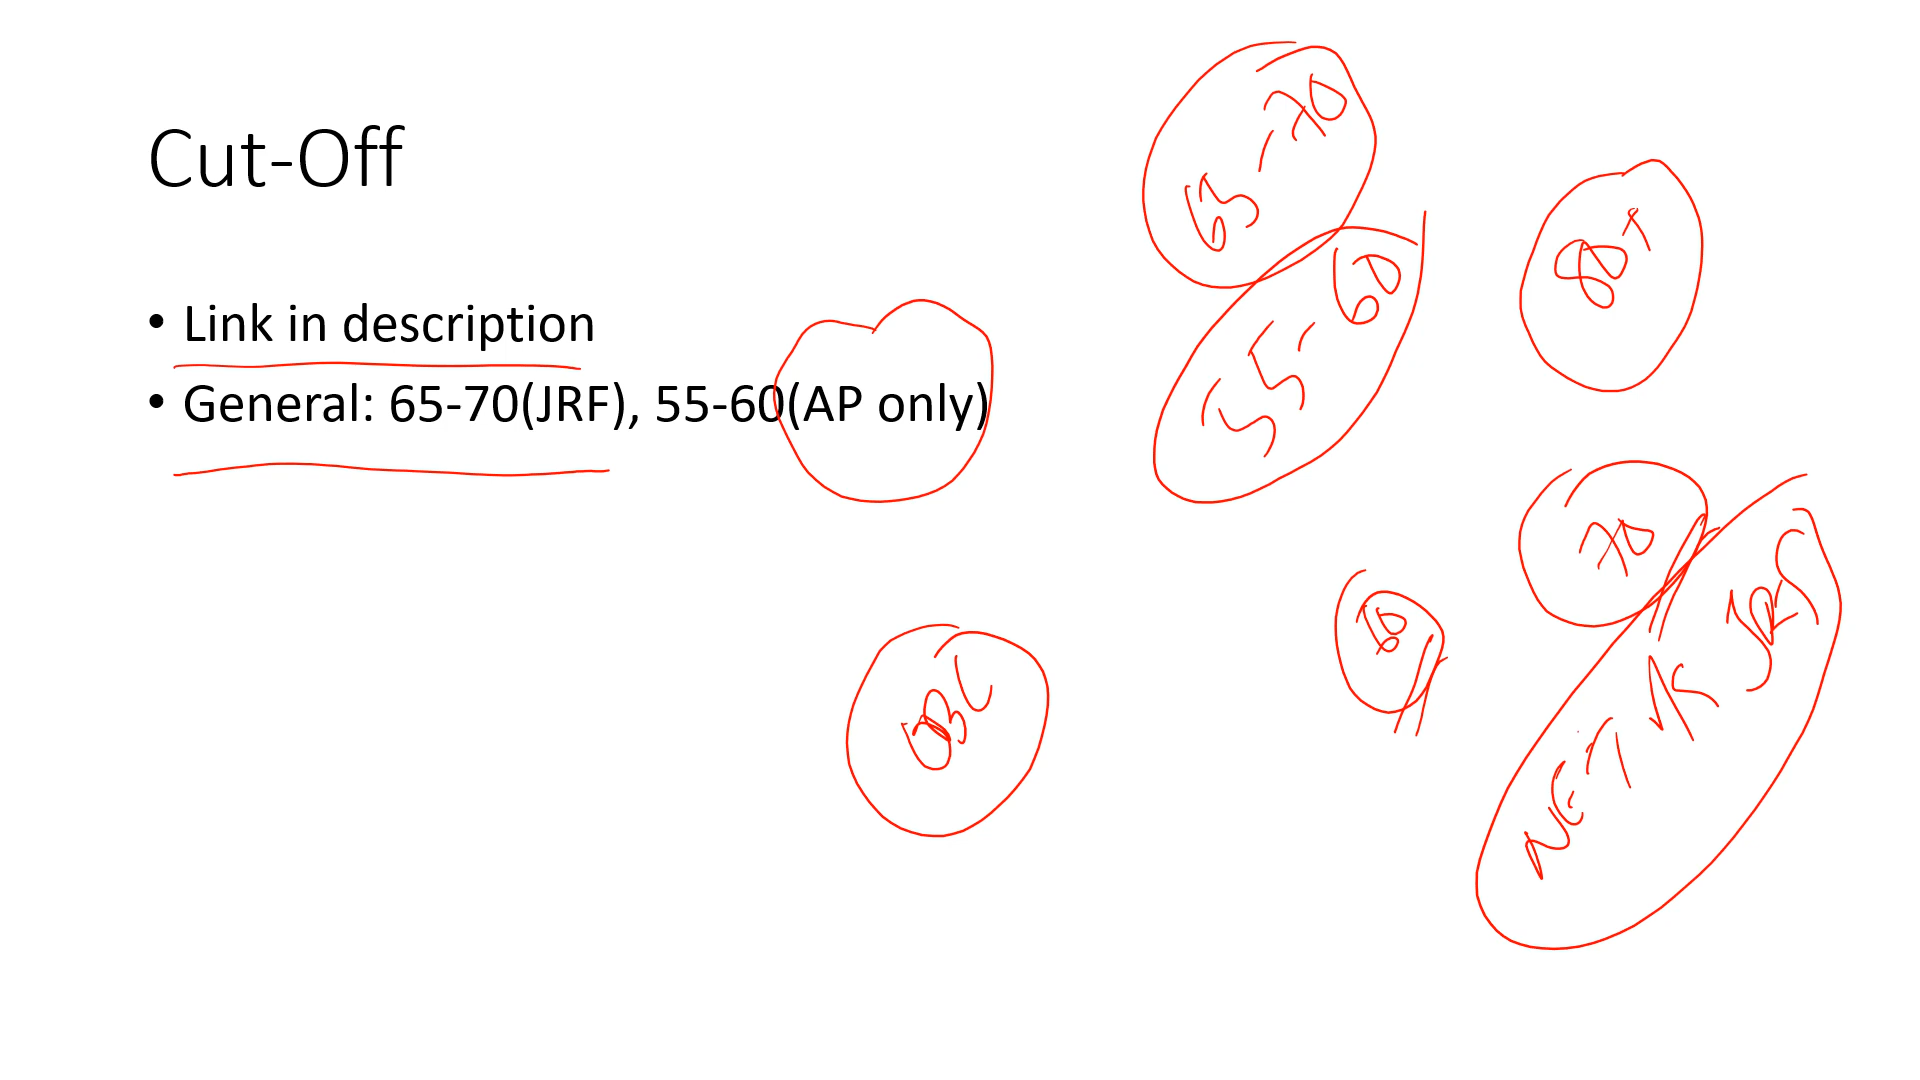 Cut-Off
• Link in description
• General: 65-70(JRF), 55-60(AP only)
65-70
55-60
80+
70
60
OBC
NET
JRF